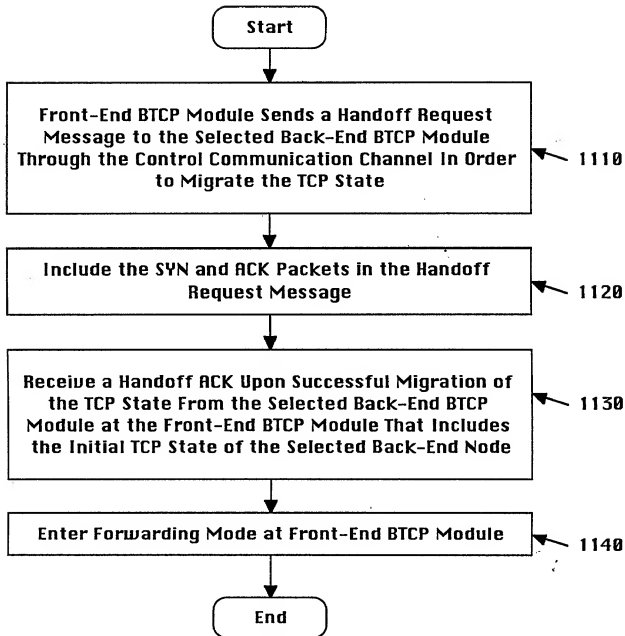 Start
Front-End BTCP Module Sends a Handoff Request
Message to the Selected Back-End BTCP Module
Through the Control Communication Channel In Order
to Migrate the TCP State
1110
Include the SYN and ACK Packets in the Handoff
Request Message
1120
Receive a Handoff ACK Upon Successful Migration of
the TCP State From the Selected Back-End BTCP
Module at the Front-End BTCP Module That Includes
the Initial TCP State of the Selected Back-End Node
1130
Enter Forwarding Mode at Front-End BTCP Module
1140
End